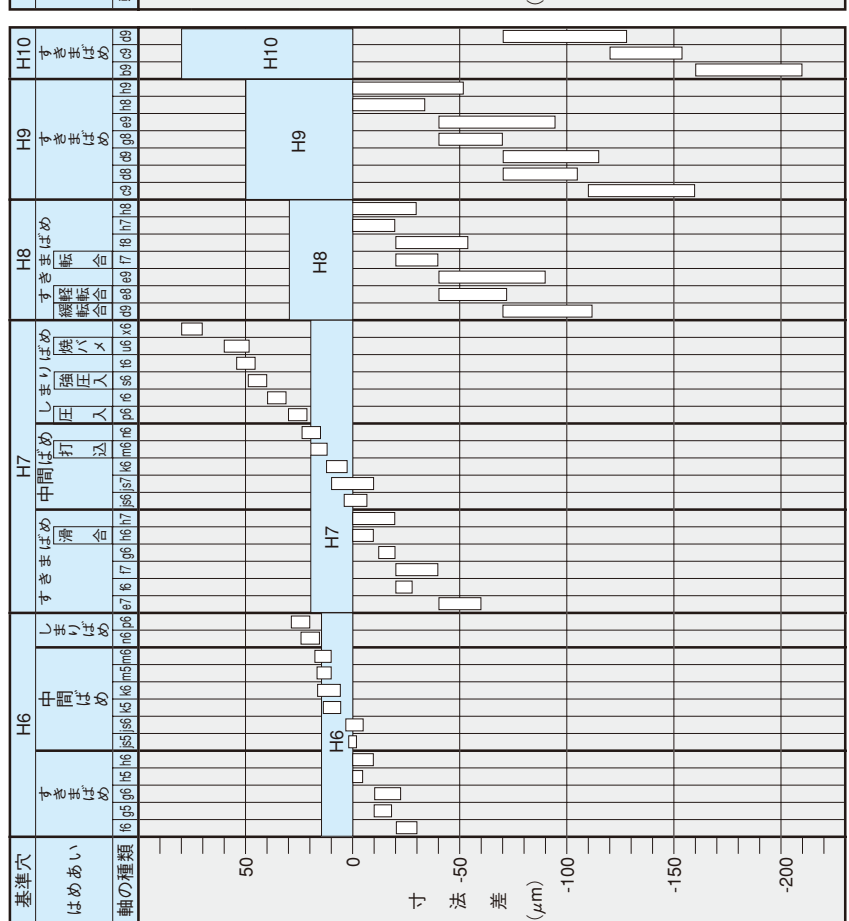 基準穴 H6 H7 H8 H9 H10
はめあい すきまばめ 中間ばめ しまりばめ すきまばめ 中間ばめ しまりばめ すきまばめ すきまばめ すきまばめ
滑合 打込 圧入 強圧入 焼バメ 緩転合 軽転合 転合
軸の種類 f6 g5 g6 h5 h6 js5 js6 k5 k6 m5 m6 n6 p6 e7 f6 f7 g6 h6 h7 js6 js7 k6 m6 n6 p6 r6 s6 t6 u6 x6 d9 e8 e9 f7 f8 h7 h8 c9 d8 d9 g8 e9 h8 h9 b9 c9 d9
50
0
-50
-100
-150
-200
寸法差
(μm)
H6
H7
H8
H9
H10